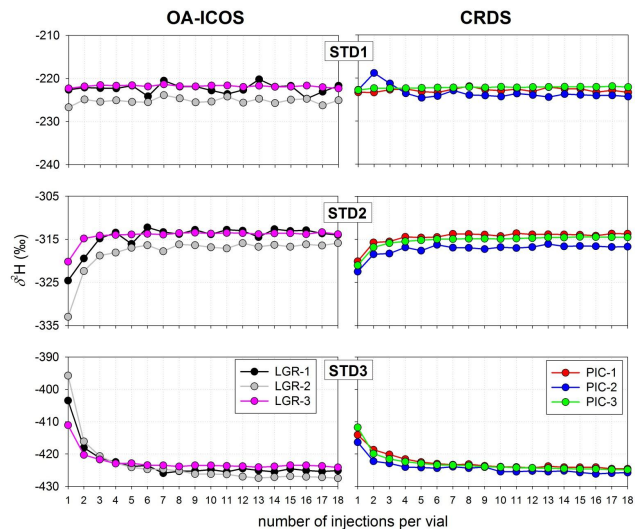 OA-ICOS CRDS
-210
-220
-230
-240
STD1
-305
-315
-325
-335
STD2
δ²H (‰)
-390
-400
-410
-420
-430
STD3
LGR-1
LGR-2
LGR-3
PIC-1
PIC-2
PIC-3
1 2 3 4 5 6 7 8 9 10 11 12 13 14 15 16 17 18 1 2 3 4 5 6 7 8 9 10 11 12 13 14 15 16 17 18
number of injections per vial